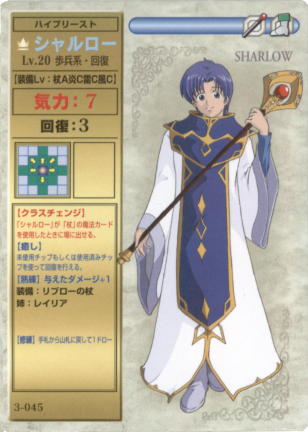 ハイプリースト
シャルロー
Lv.20 歩兵系・回復
【装備Lv：杖A炎C雷C風C】
気力：7
回復：3
【クラスチェンジ】
「シャルロー」が「杖」の魔法カード
を使用したときに場に出せる。
【癒し】
未使用チップもしくは使用済みチッ
プを使って回復を行える。
【熟練】与えたダメージ+1
装備：リブローの杖
姉：レイリア
手札から山札に戻して1ドロー
3-045
SHARLOW